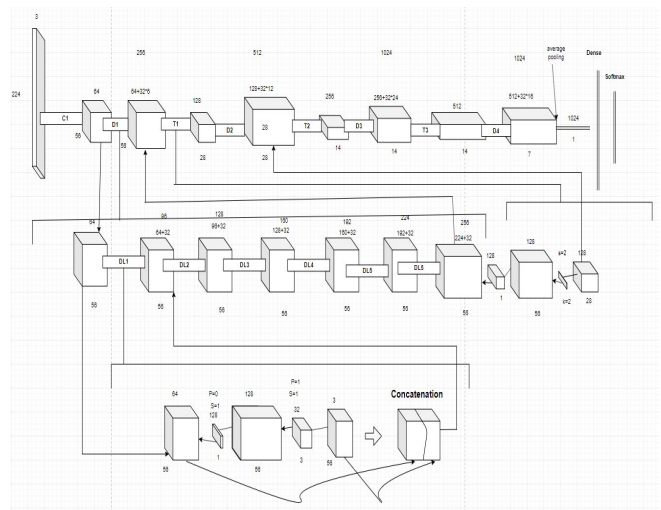 3
256
512
1024
1024
average
pooling
Dense
Softmax
224
64
64+32*6
128
128+32*12
256
256+32*24
512
512+32*16
1024
C1
D1
T1
D2
T2
D3
T3
D4
56
56
28
28
28
14
14
14
7
1
64
96
64+32
128
96+32
160
128+32
192
160+32
224
192+32
256
224+32
128
128
s=2
k=2
128
DL1
DL2
DL3
DL4
DL5
DL5
56
56
56
56
56
56
56
1
56
28
64
P=0
S=1
128
128
P=1
S=1
32
3
Concatenation
56
1
56
3
56